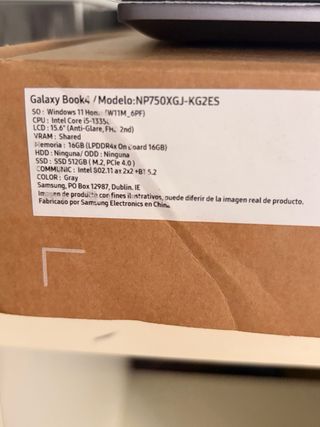 Galaxy Book4 / Modelo:NP750XGJ-KG2ES
SO : Windows 11 Home (W11M_6PF)
CPU : Intel Core i5-1335U
LCD : 15.6" (Anti-Glare, FHD, 2nd)
VRAM : Shared
Memoria : 16GB (LPDDR4x On Board 16GB)
HDD : Ninguna/ ODD : Ninguna
SSD : SSD 512GB ( M.2, PCIe 4.0 )
WLAN/COMMUNIC : Intel 802.11 ax 2x2 +BT 5.2
COLOR : Gray
Samsung, PO Box 12987, Dublin. IE
Imagen de producto con fines ilustrativos, puede diferir de la imagen real de producto.
Fabricado por Samsung Electronics en China